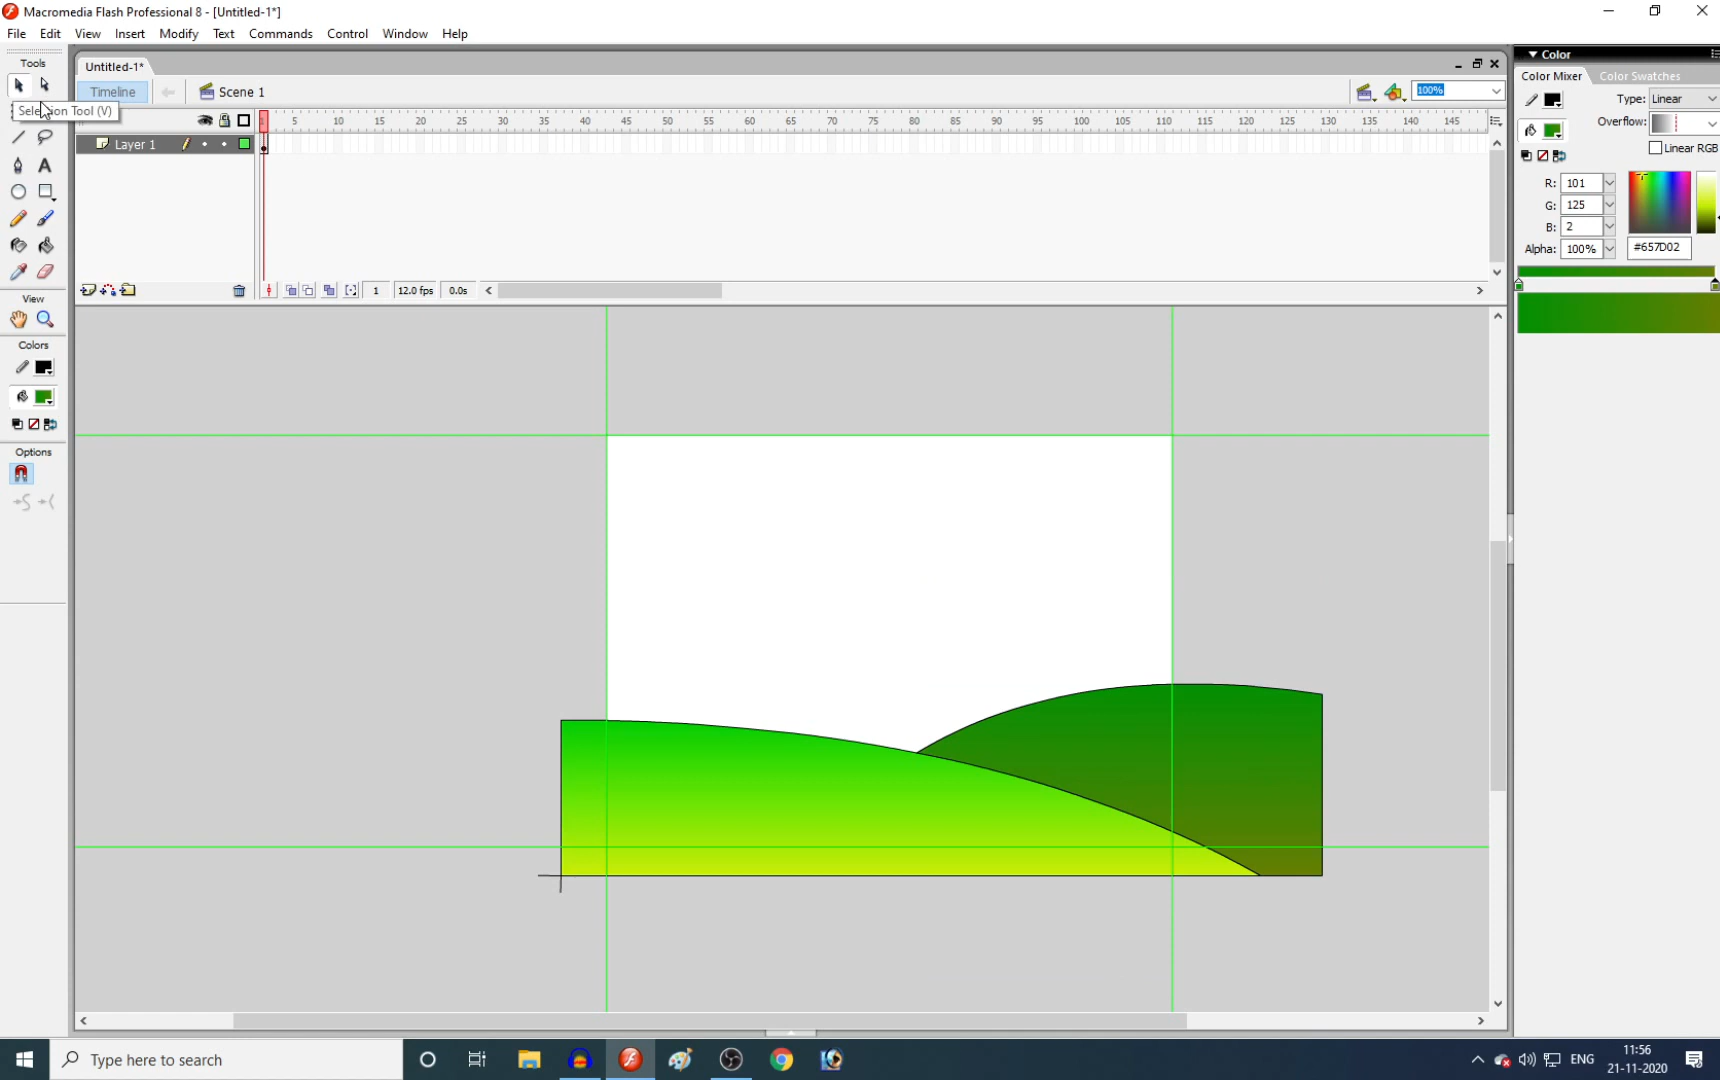 Macromedia Flash Professional 8 - [Untitled-1*]
File Edit View Insert Modify Text Commands Control Window Help
Tools
Untitled-1*
Timeline
Scene 1
100%
Selection Tool (V)
5 10 15 20 25 30 35 40 45 50 55 60 65 70 75 80 85 90 95 100 105 110 115 120 125 130 135 140 145
Layer 1
1 12.0 fps 0.0s
View
Colors
Options
Color
Color Mixer Color Swatches
Type: Linear
Overflow:
Linear RGB
R: 101
G: 125
B: 2
Alpha: 100% #657D02
Type here to search
ENG
11:56
21-11-2020